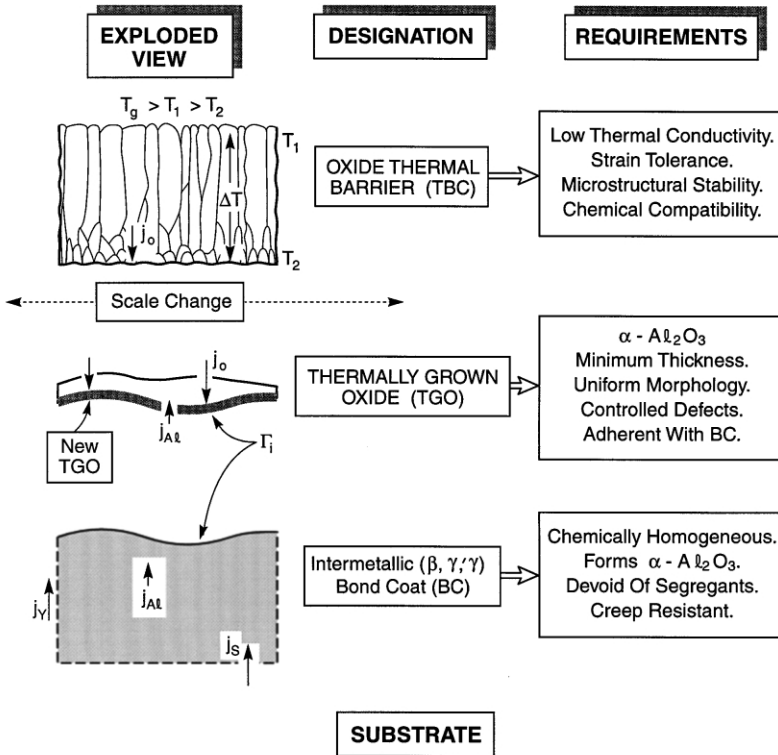 EXPLODED
VIEW
DESIGNATION
REQUIREMENTS
Tg > T1 > T2
T1
ΔT
jo
T2
OXIDE THERMAL
BARRIER (TBC)
Low Thermal Conductivity.
Strain Tolerance.
Microstructural Stability.
Chemical Compatibility.
Scale Change
jo
jAℓ
New
TGO
Γi
THERMALLY GROWN
OXIDE (TGO)
α - Aℓ2O3
Minimum Thickness.
Uniform Morphology.
Controlled Defects.
Adherent With BC.
jY
jAℓ
jS
Intermetallic (β, γ,′γ)
Bond Coat (BC)
Chemically Homogeneous.
Forms α - Aℓ2O3.
Devoid Of Segregants.
Creep Resistant.
SUBSTRATE